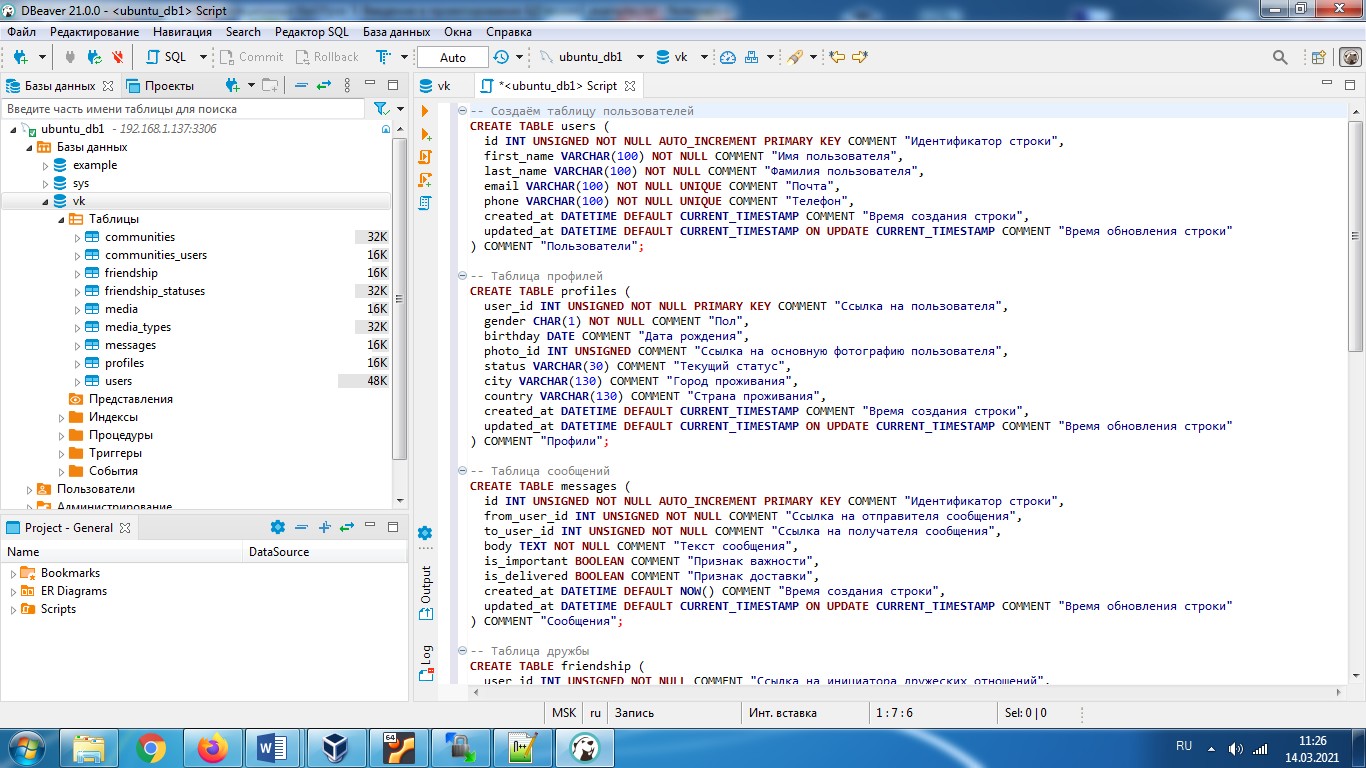 DBeaver 21.0.0 - <ubuntu_db1> Script
Файл Редактирование Навигация Search Редактор SQL База данных Окна Справка
SQL Commit Rollback Auto ubuntu_db1 vk
Базы данных Проекты
Введите часть имени таблицы для поиска
ubuntu_db1 - 192.168.1.137:3306
Базы данных
example
sys
vk
Таблицы
communities 32K
communities_users 16K
friendship 16K
friendship_statuses 32K
media 16K
media_types 32K
messages 16K
profiles 16K
users 48K
Представления
Индексы
Процедуры
Триггеры
События
Пользователи
Администрирование
Project - General
Name DataSource
Bookmarks
ER Diagrams
Scripts
vk *<ubuntu_db1> Script
-- Создаём таблицу пользователей
CREATE TABLE users (
id INT UNSIGNED NOT NULL AUTO_INCREMENT PRIMARY KEY COMMENT "Идентификатор строки",
first_name VARCHAR(100) NOT NULL COMMENT "Имя пользователя",
last_name VARCHAR(100) NOT NULL COMMENT "Фамилия пользователя",
email VARCHAR(100) NOT NULL UNIQUE COMMENT "Почта",
phone VARCHAR(100) NOT NULL UNIQUE COMMENT "Телефон",
created_at DATETIME DEFAULT CURRENT_TIMESTAMP COMMENT "Время создания строки",
updated_at DATETIME DEFAULT CURRENT_TIMESTAMP ON UPDATE CURRENT_TIMESTAMP COMMENT "Время обновления строки"
) COMMENT "Пользователи";
-- Таблица профилей
CREATE TABLE profiles (
user_id INT UNSIGNED NOT NULL PRIMARY KEY COMMENT "Ссылка на пользователя",
gender CHAR(1) NOT NULL COMMENT "Пол",
birthday DATE COMMENT "Дата рождения",
photo_id INT UNSIGNED COMMENT "Ссылка на основную фотографию пользователя",
status VARCHAR(30) COMMENT "Текущий статус",
city VARCHAR(130) COMMENT "Город проживания",
country VARCHAR(130) COMMENT "Страна проживания",
created_at DATETIME DEFAULT CURRENT_TIMESTAMP COMMENT "Время создания строки",
updated_at DATETIME DEFAULT CURRENT_TIMESTAMP ON UPDATE CURRENT_TIMESTAMP COMMENT "Время обновления строки"
) COMMENT "Профили";
-- Таблица сообщений
CREATE TABLE messages (
id INT UNSIGNED NOT NULL AUTO_INCREMENT PRIMARY KEY COMMENT "Идентификатор строки",
from_user_id INT UNSIGNED NOT NULL COMMENT "Ссылка на отправителя сообщения",
to_user_id INT UNSIGNED NOT NULL COMMENT "Ссылка на получателя сообщения",
body TEXT NOT NULL COMMENT "Текст сообщения",
is_important BOOLEAN COMMENT "Признак важности",
is_delivered BOOLEAN COMMENT "Признак доставки",
created_at DATETIME DEFAULT NOW() COMMENT "Время создания строки",
updated_at DATETIME DEFAULT CURRENT_TIMESTAMP ON UPDATE CURRENT_TIMESTAMP COMMENT "Время обновления строки"
) COMMENT "Сообщения";
-- Таблица дружбы
CREATE TABLE friendship (
user_id INT UNSIGNED NOT NULL COMMENT "Ссылка на инициатора дружеских отношений",
Output
Log
MSK ru Запись Инт. вставка 1 : 7 : 6 Sel: 0 | 0
64
RU 11:26
14.03.2021